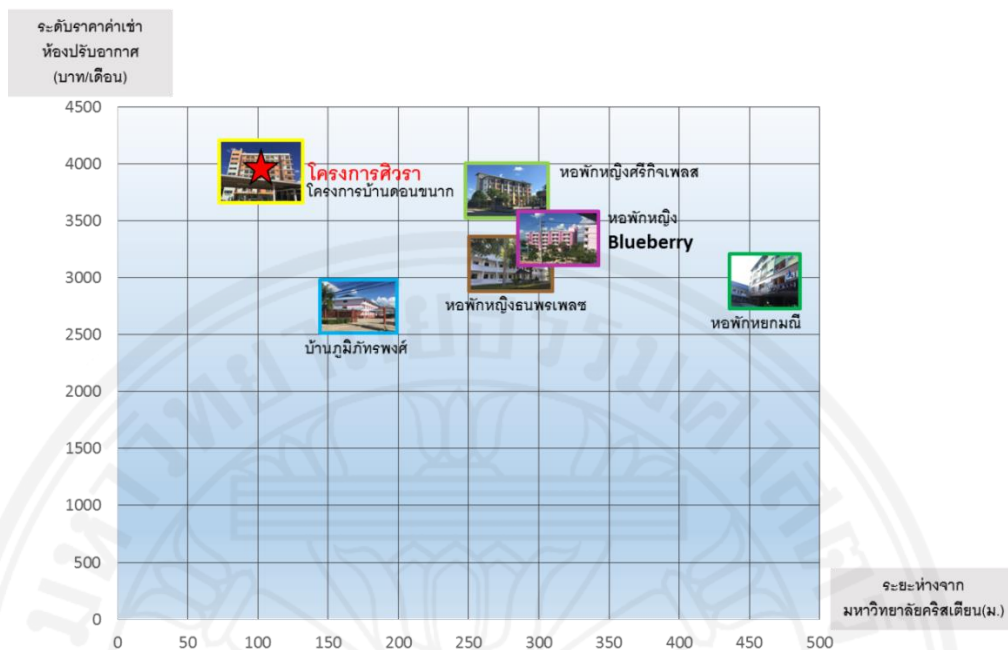 ระดับราคาค่าเช่า
ห้องปรับอากาศ
(บาท/เดือน)
4500
4000
3500
3000
2500
2000
1500
1000
500
0
โครงการศิวรา
โครงการบ้านดอนขนาก
หอพักหญิงศรีกิจเพลส
หอพักหญิง
Blueberry
หอพักหญิงธนพรเพลซ
บ้านภูมิภัทรพงศ์
หอพักหยกมณี
0 50 100 150 200 250 300 350 400 450 500
ระยะห่างจาก
มหาวิทยาลัยคริสเตียน(ม.)